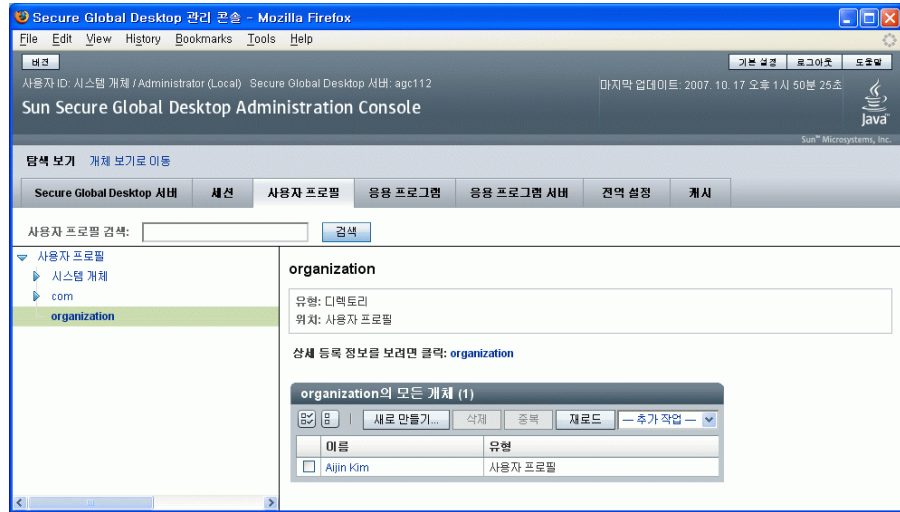 Secure Global Desktop 관리 콘솔 - Mozilla Firefox
File Edit View History Bookmarks Tools Help
버전 기본 설정 로그아웃 도움말
사용자 ID: 시스템 개체 / Administrator (Local) Secure Global Desktop 서버: agc112 마지막 업데이트: 2007. 10. 17 오후 1시 50분 25초
Sun Secure Global Desktop Administration Console
Java
Sun™ Microsystems, Inc.
탐색 보기 개체 보기로 이동
Secure Global Desktop 서버 세션 사용자 프로필 응용 프로그램 응용 프로그램 서버 전역 설정 캐시
사용자 프로필 검색: 검색
사용자 프로필
시스템 개체
com
organization
organization
유형: 디렉토리
위치: 사용자 프로필
상세 등록 정보를 보려면 클릭: organization
organization의 모든 개체 (1)
새로 만들기... 삭제 중복 재로드 — 추가 작업 —
이름 유형
Aijin Kim 사용자 프로필